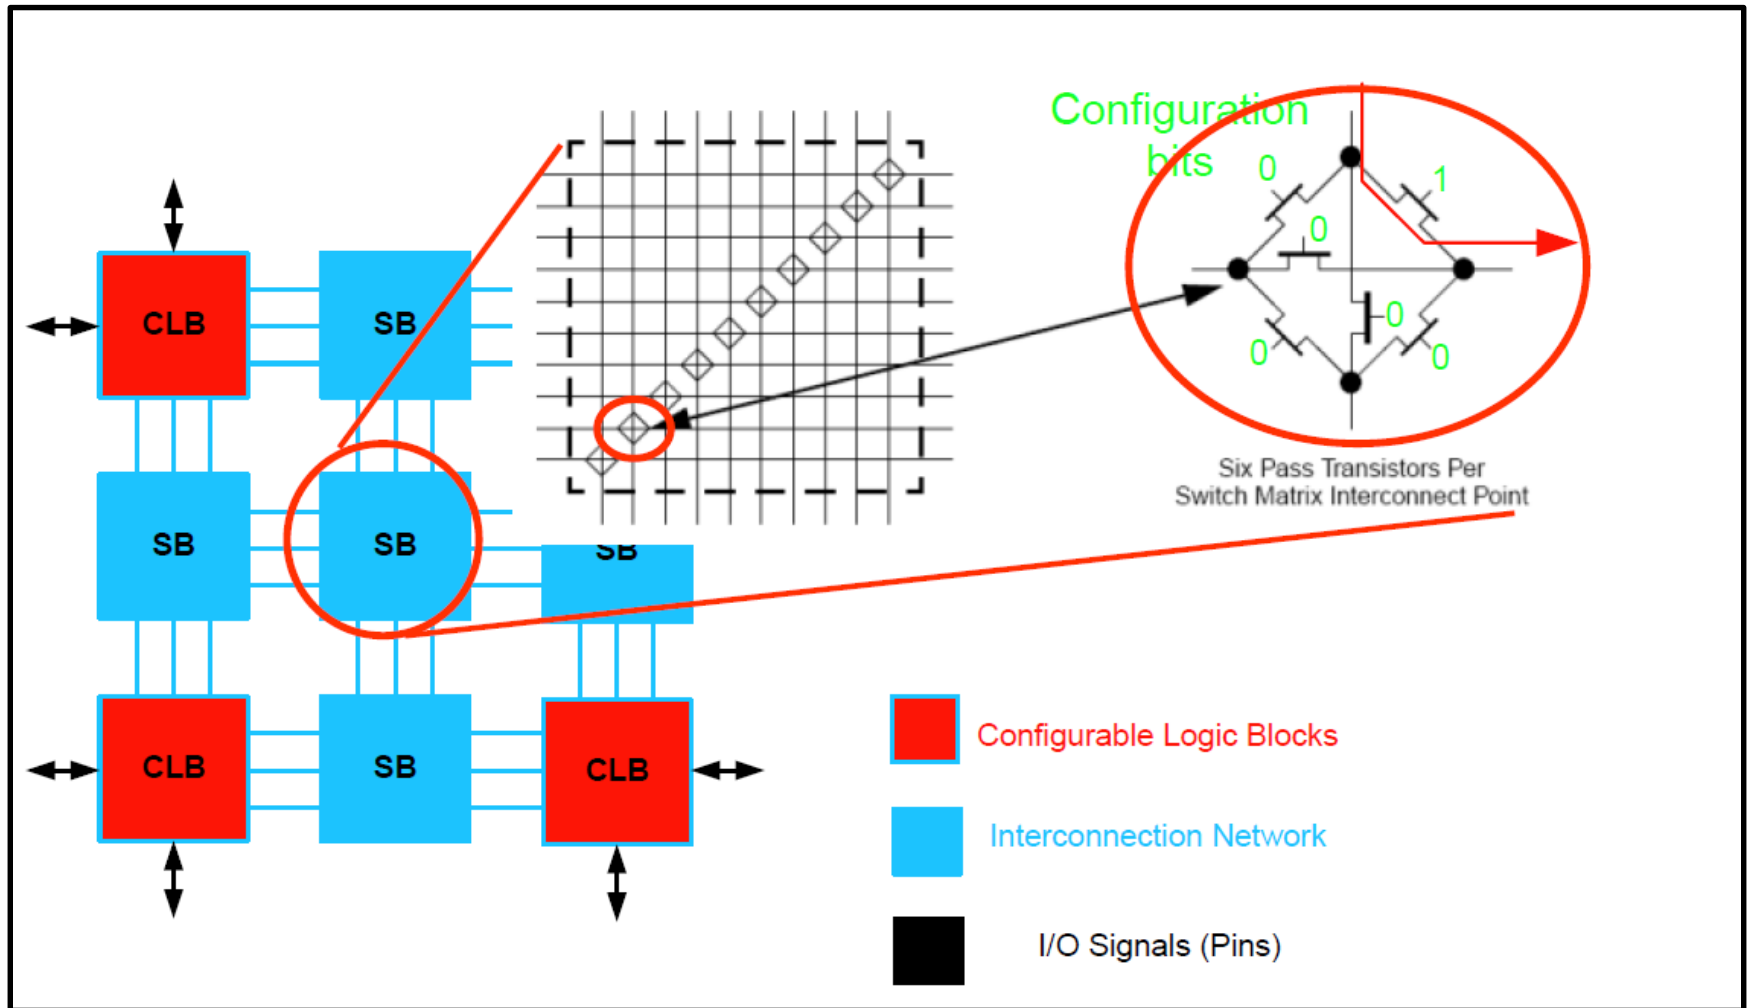 Configuration
bits
0
1
0
0
0
0
Six Pass Transistors Per
Switch Matrix Interconnect Point
CLB
SB
SB
SB
SB
CLB
SB
CLB
Configurable Logic Blocks
Interconnection Network
I/O Signals (Pins)